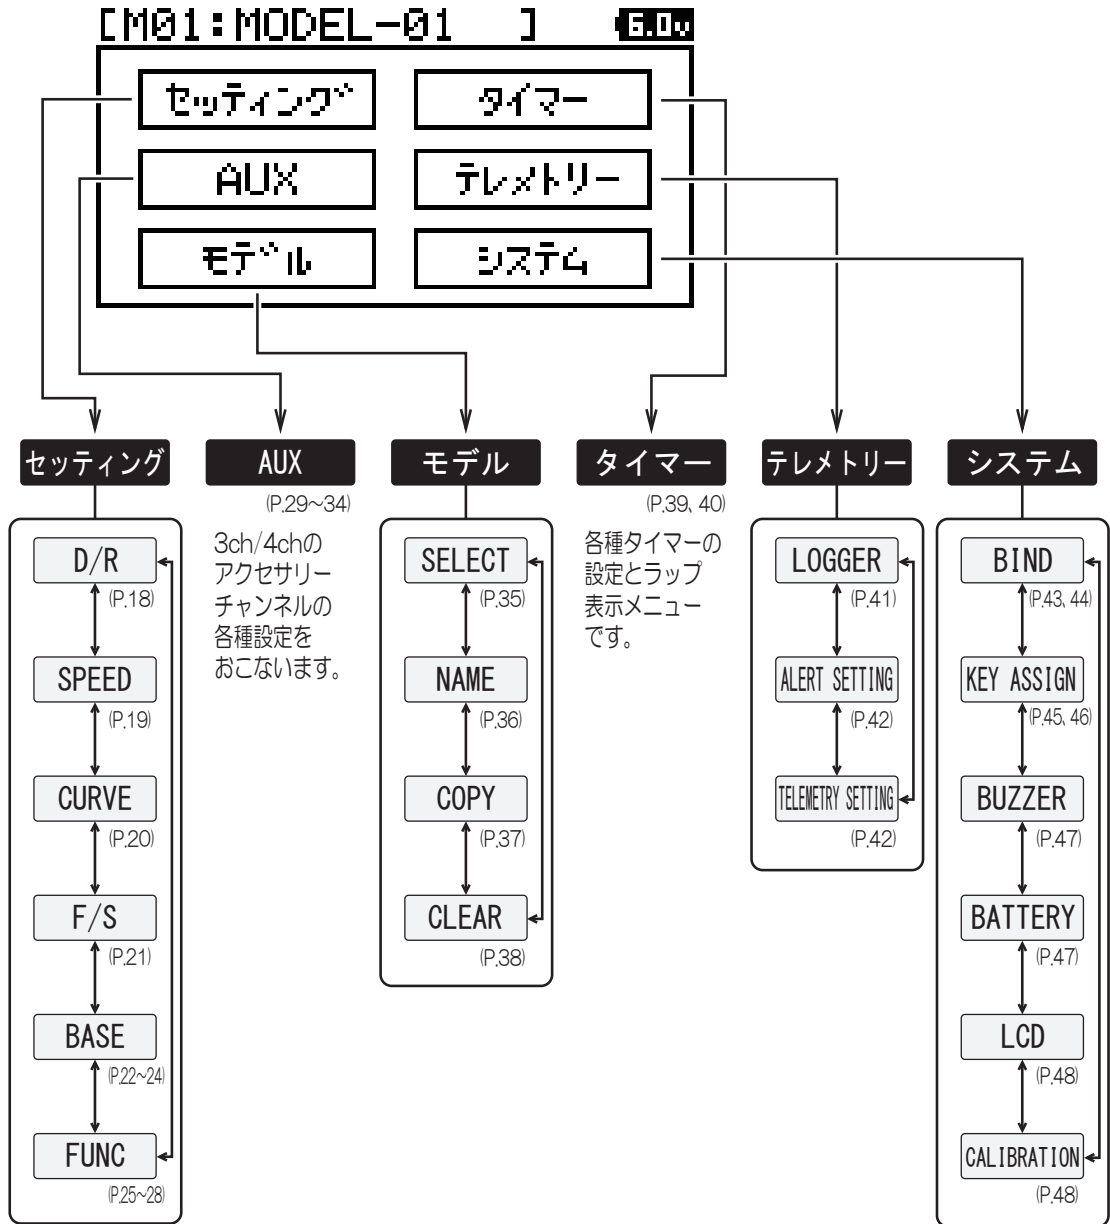 [M01:MODEL-01 ] 6.0v
セッティング
タイマー
AUX
テレメトリー
モデル
システム
セッティング
D/R
(P.18)
SPEED
(P.19)
CURVE
(P.20)
F/S
(P.21)
BASE
(P.22~24)
FUNC
(P.25~28)
AUX
(P.29~34)
3ch/4chの
アクセサリー
チャンネルの
各種設定を
おこないます。
モデル
SELECT
(P.35)
NAME
(P.36)
COPY
(P.37)
CLEAR
(P.38)
タイマー
(P.39、40)
各種タイマーの
設定とラップ
表示メニュー
です。
テレメトリー
LOGGER
(P.41)
ALERT SETTING
(P.42)
TELEMETRY SETTING
(P.42)
システム
BIND
(P.43、44)
KEY ASSIGN
(P.45、46)
BUZZER
(P.47)
BATTERY
(P.47)
LCD
(P.48)
CALIBRATION
(P.48)